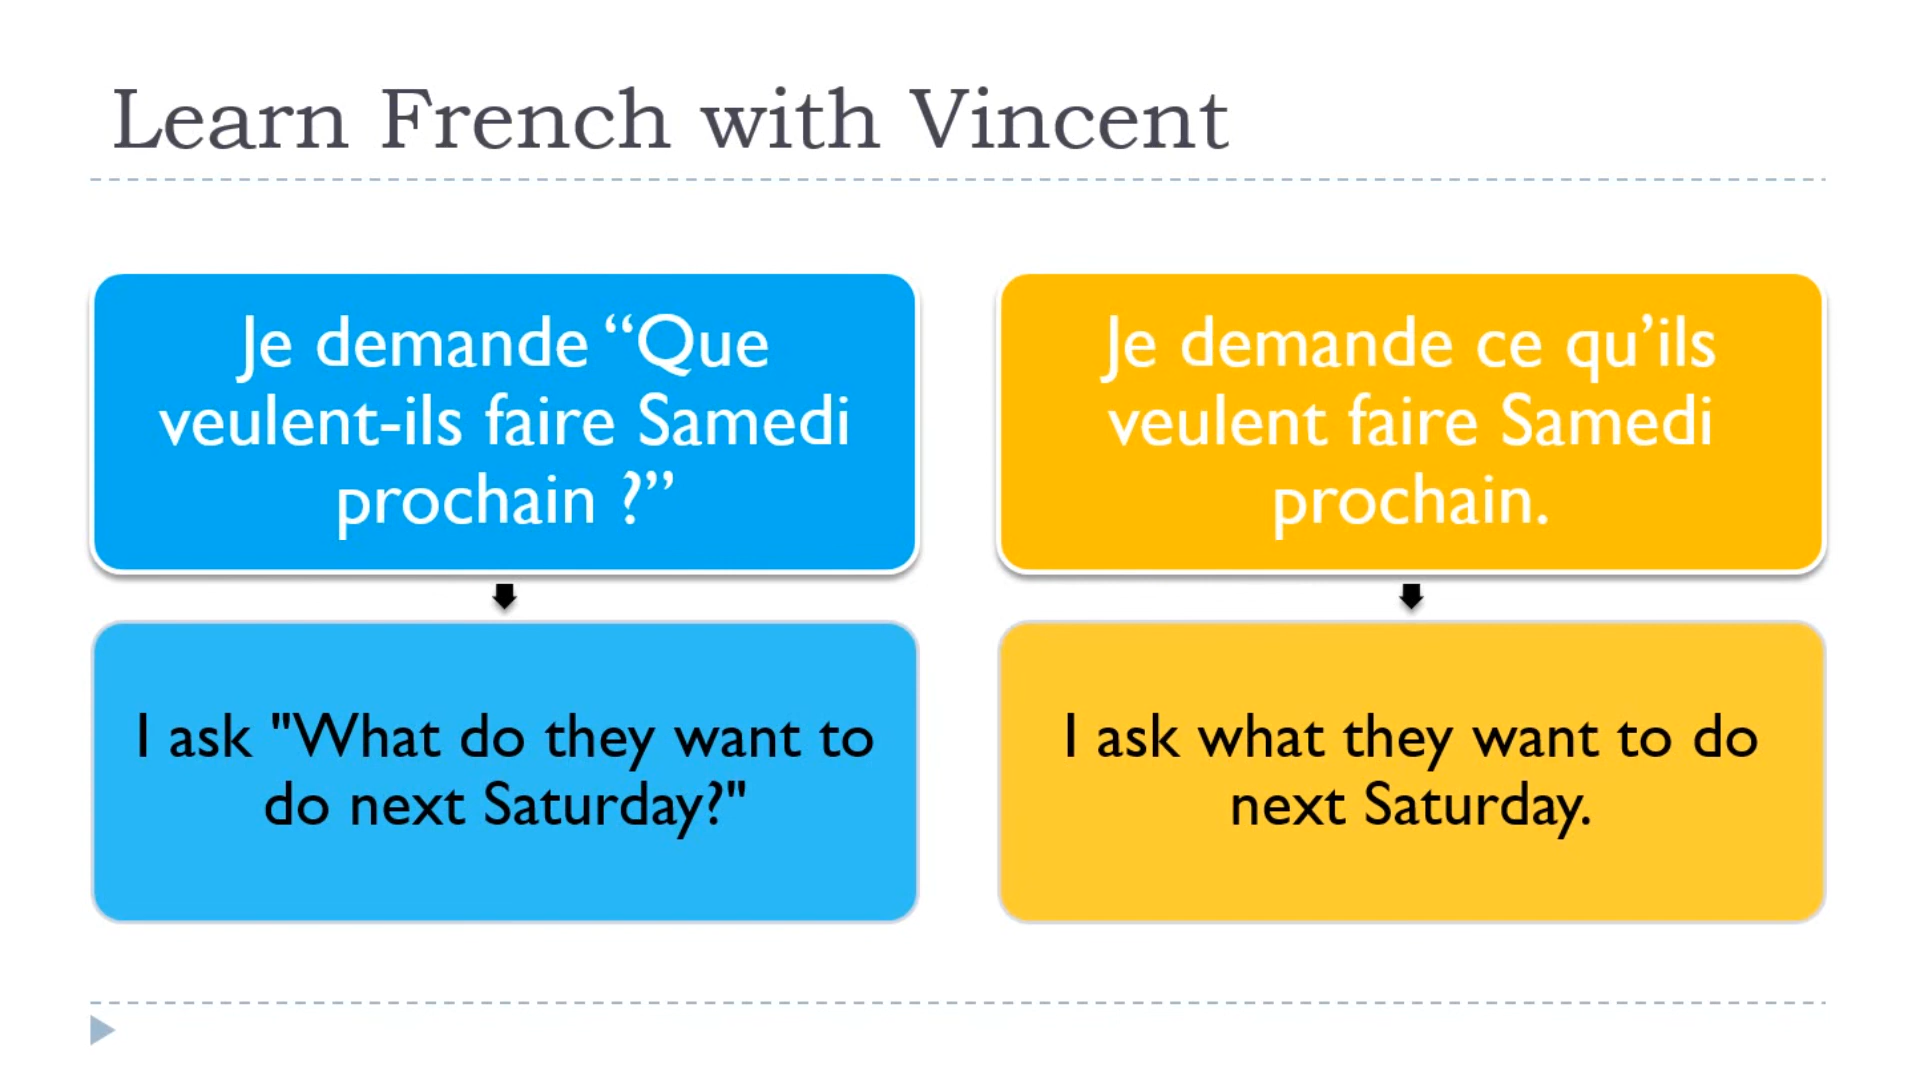 Learn French with Vincent
Je demande “Que
veulent-ils faire Samedi
prochain ?”
I ask "What do they want to
do next Saturday?"
Je demande ce qu’ils
veulent faire Samedi
prochain.
I ask what they want to do
next Saturday.